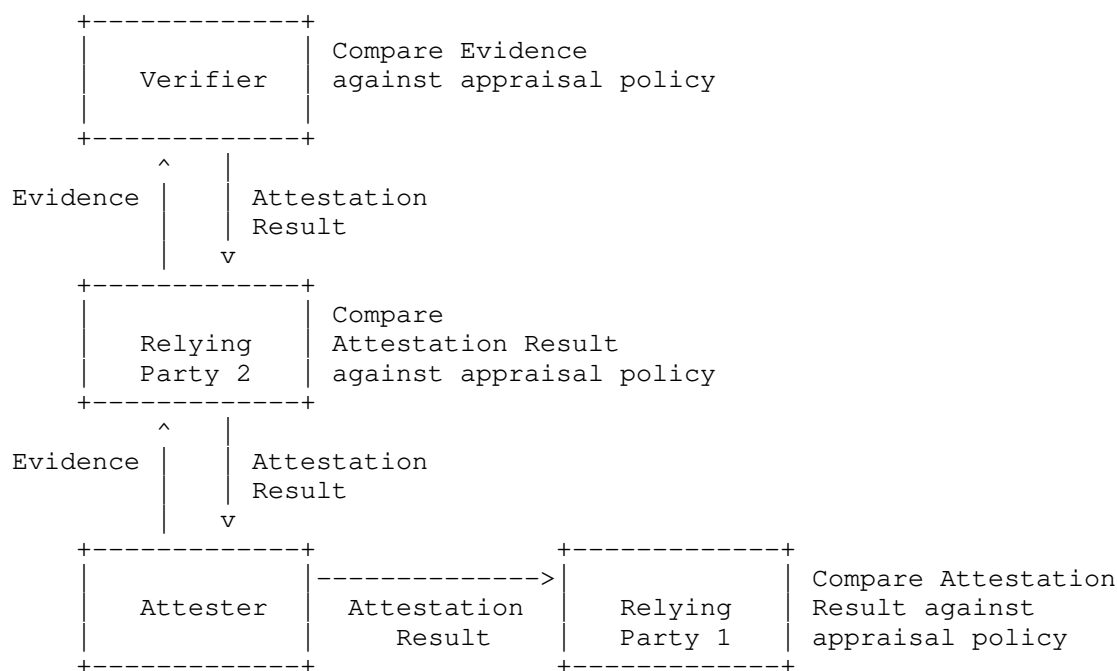 Verifier
Compare Evidence
against appraisal policy
Evidence
Attestation
Result
Relying
Party 2
Compare
Attestation Result
against appraisal policy
Evidence
Attestation
Result
Attester
Attestation
Result
Relying
Party 1
Compare Attestation
Result against
appraisal policy